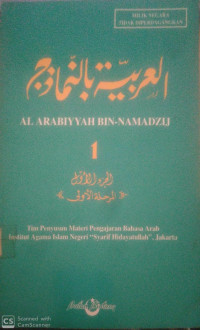 MILIK NEGARA
TIDAK DIPERDAGANGKAN
العربية بالنماذج
AL ARABIYYAH BIN-NAMADZIJ
1
الجزء الأول
المرحلة الأولى
Tim Penyusun Materi Pengajaran Bahasa Arab
Institut Agama Islam Negeri "Syarif Hidayatullah", Jakarta
CS
Scanned with
CamScanner